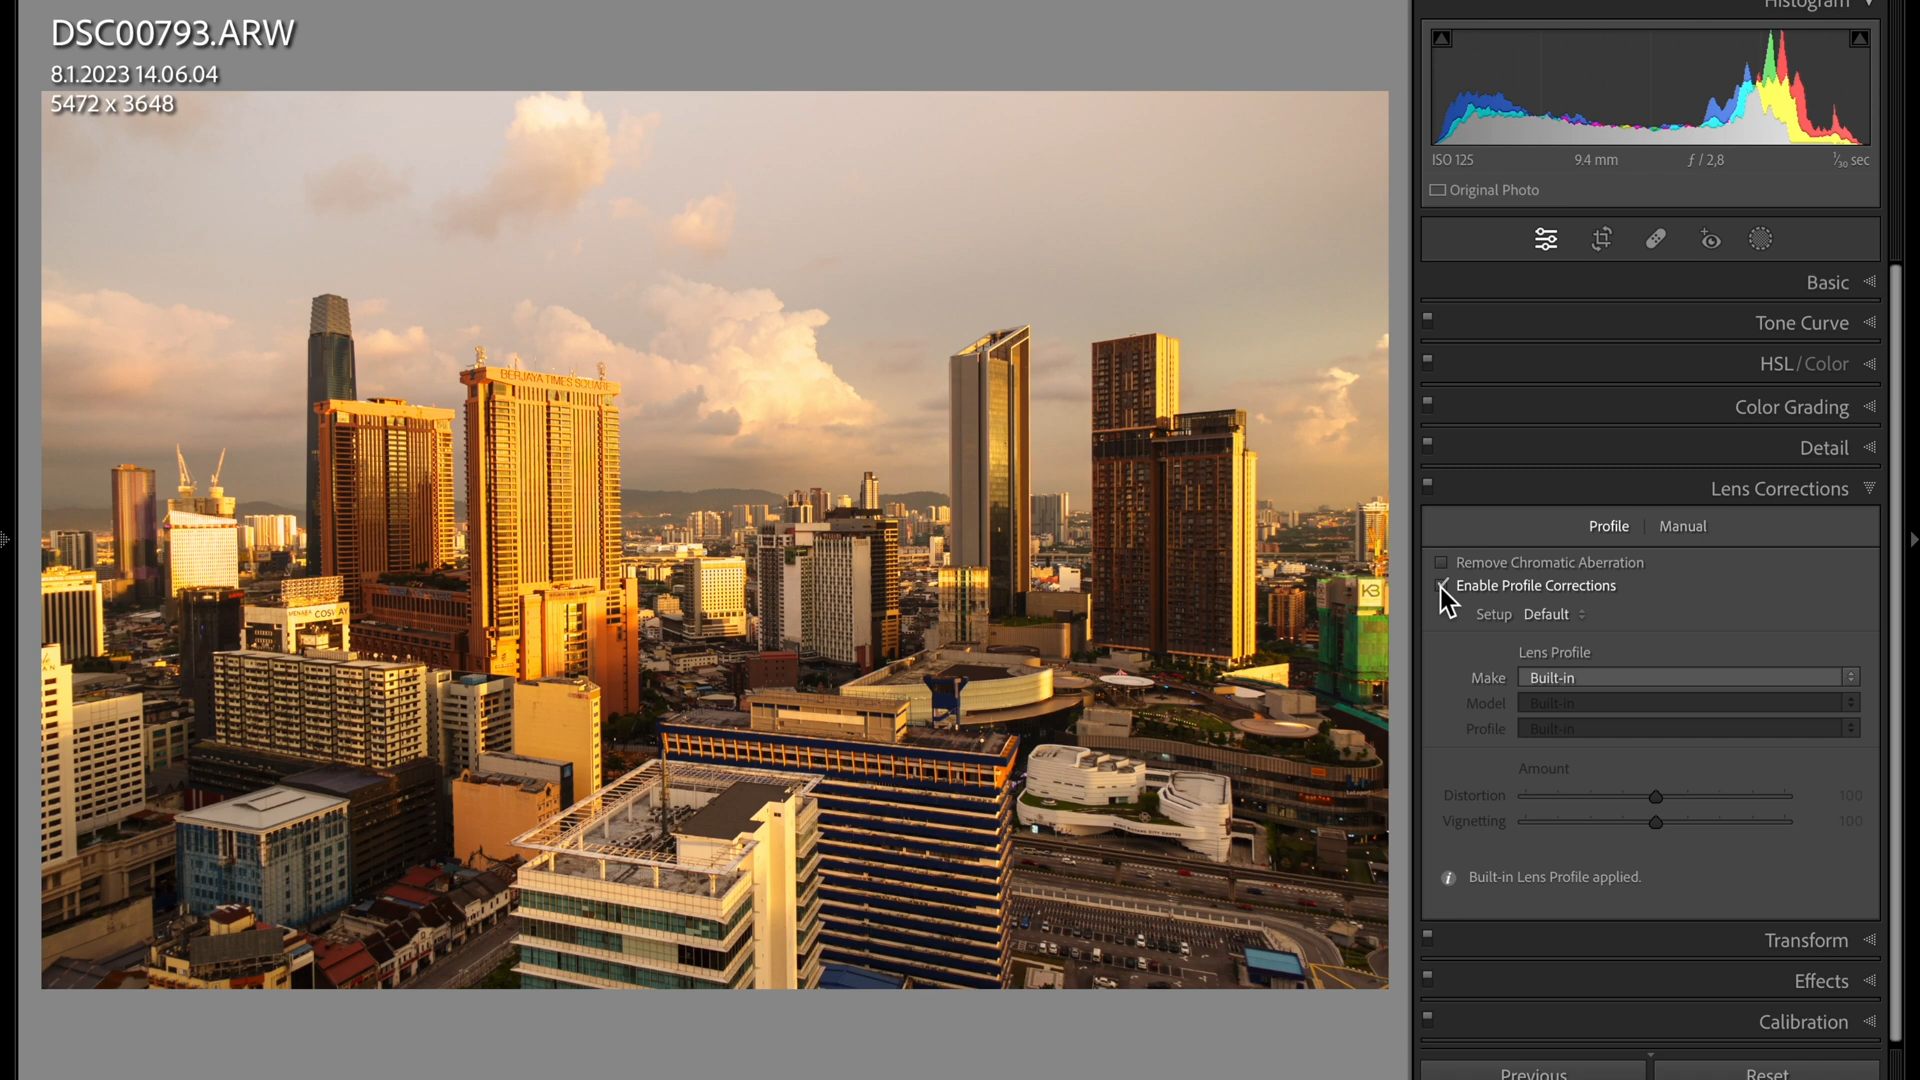 DSC00793.ARW
8.1.2023 14.06.04
5472 x 3648
Histogram
ISO 125 9.4 mm ƒ / 2,8 1/30 sec
Original Photo
Basic
Tone Curve
HSL / Color
Color Grading
Detail
Lens Corrections
Profile | Manual
Remove Chromatic Aberration
Enable Profile Corrections
Setup Default
Lens Profile
Make Built-in
Model Built-in
Profile Built-in
Amount
Distortion 100
Vignetting 100
Built-in Lens Profile applied.
Transform
Effects
Calibration
Previous Reset
BERJAYA TIMES SQUARE
MENARA COSWAY
K3